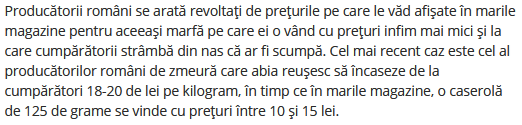 Producătorii români se arată revoltaţi de preţurile pe care le văd afişate în marile
magazine pentru aceeaşi marfă pe care ei o vând cu preţuri infim mai mici şi la
care cumpărătorii strâmbă din nas că ar fi scumpă. Cel mai recent caz este cel al
producătorilor români de zmeură care abia reuşesc să încaseze de la
cumpărători 18-20 de lei pe kilogram, în timp ce în marile magazine, o caserolă
de 125 de grame se vinde cu preţuri între 10 şi 15 lei.